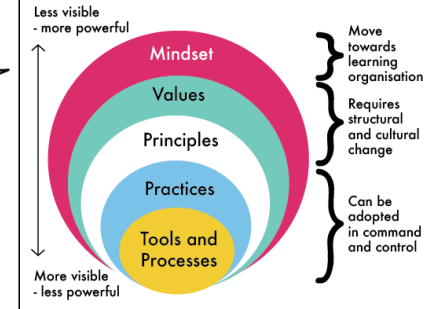 Less visible
- more powerful
Mindset
Values
Principles
Practices
Tools and
Processes
More visible
- less powerful
Move
towards
learning
organisation
Requires
structural
and cultural
change
Can be
adopted
in command
and control